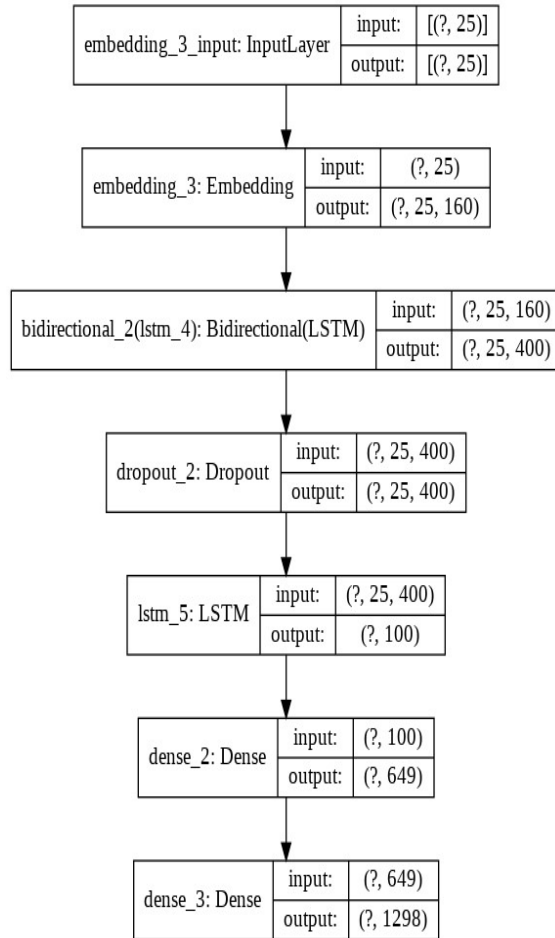 embedding_3_input: InputLayer
input: [(?, 25)]
output: [(?, 25)]
embedding_3: Embedding
input: (?, 25)
output: (?, 25, 160)
bidirectional_2(lstm_4): Bidirectional(LSTM)
input: (?, 25, 160)
output: (?, 25, 400)
dropout_2: Dropout
input: (?, 25, 400)
output: (?, 25, 400)
lstm_5: LSTM
input: (?, 25, 400)
output: (?, 100)
dense_2: Dense
input: (?, 100)
output: (?, 649)
dense_3: Dense
input: (?, 649)
output: (?, 1298)